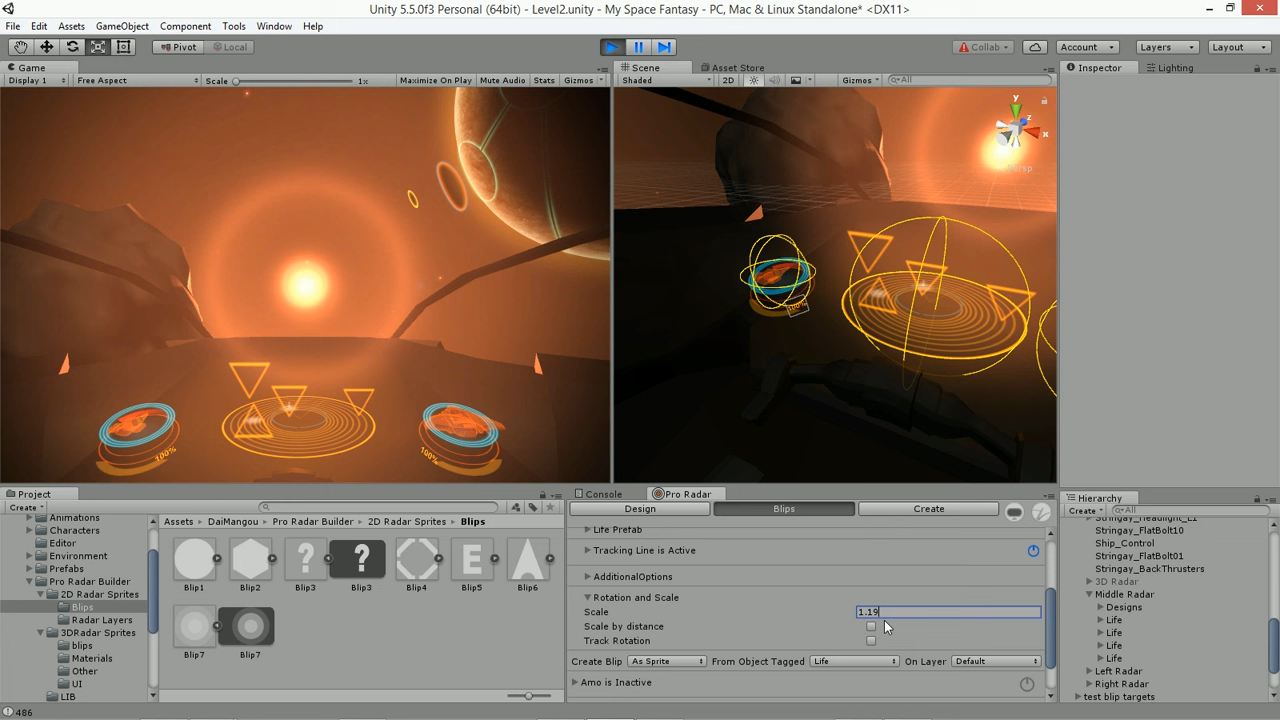 Unity 5.5.0f3 Personal (64bit) - Level2.unity - My Space Fantasy - PC, Mac & Linux Standalone* <DX11>
File Edit Assets GameObject Component Tools Window Help
Pivot Local Collab Account Layers Layout
Game Scene Asset Store Inspector Lighting
Display 1 Free Aspect Scale 1x Maximize On Play Mute Audio Stats Gizmos Shaded 2D Gizmos All
y
z
x
Persp
100%
100%
100%
Project
Create
Animations
Characters
Editor
Environment
Prefabs
Pro Radar Builder
2D Radar Sprites
Blips
Radar Layers
3DRadar Sprites
blips
Materials
Other
UI
LIB
Assets DaiMangou Pro Radar Builder 2D Radar Sprites Blips
Blip1 Blip2 Blip3 Blip3 Blip4 Blip5 Blip6
Blip7 Blip7
Console Pro Radar
Design Blips Create
Life Prefab
Tracking Line is Active
AdditionalOptions
Rotation and Scale
Scale 1.19
Scale by distance
Track Rotation
Create Blip As Sprite From Object Tagged Life On Layer Default
Amo is Inactive
Hierarchy
Create All
Stringay_Headlight_L1
Stringay_FlatBolt10
Ship_Control
Stringay_FlatBolt01
Stringay_BackThrusters
3D Radar
Middle Radar
Designs
Life
Life
Life
Life
Left Radar
Right Radar
test blip targets
486